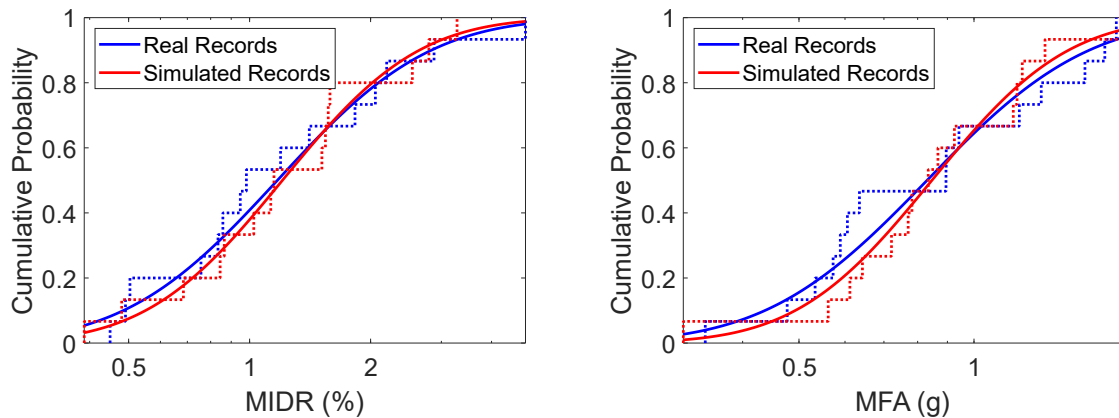 1
0.8
0.6
0.4
0.2
0
Cumulative Probability
Real Records
Simulated Records
0.5 1 2
MIDR (%)
1
0.8
0.6
0.4
0.2
0
Cumulative Probability
Real Records
Simulated Records
0.5 1
MFA (g)